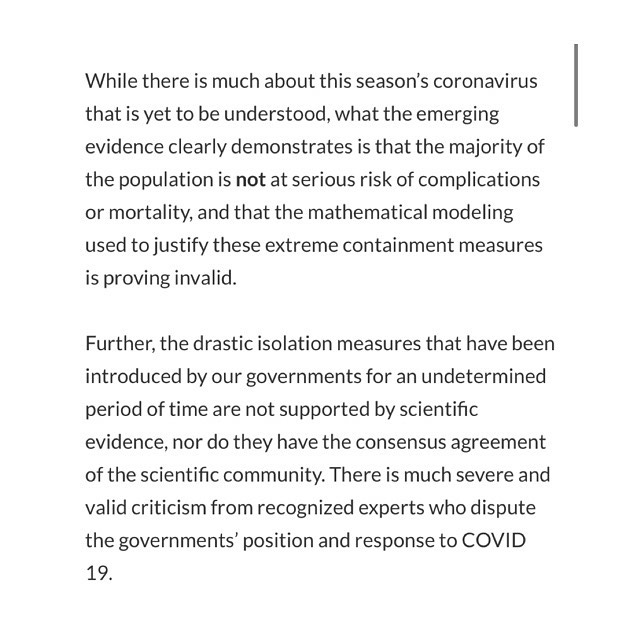 While there is much about this season’s coronavirus
that is yet to be understood, what the emerging
evidence clearly demonstrates is that the majority of
the population is not at serious risk of complications
or mortality, and that the mathematical modeling
used to justify these extreme containment measures
is proving invalid.
Further, the drastic isolation measures that have been
introduced by our governments for an undetermined
period of time are not supported by scientific
evidence, nor do they have the consensus agreement
of the scientific community. There is much severe and
valid criticism from recognized experts who dispute
the governments’ position and response to COVID
19.